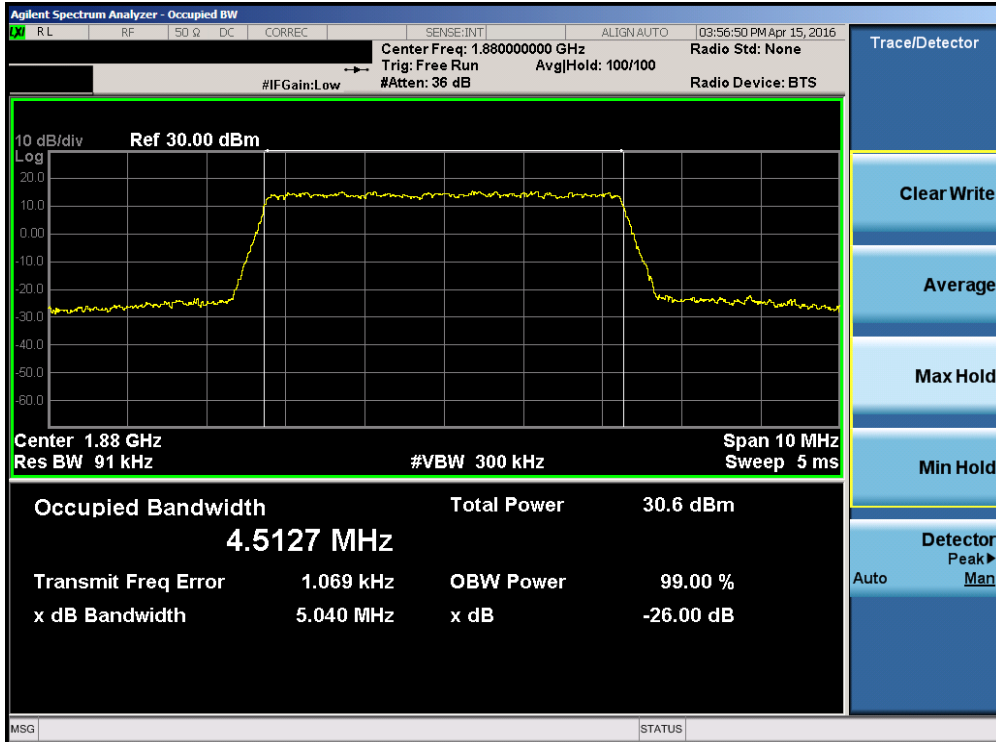 Agilent Spectrum Analyzer - Occupied BW
LXI RL RF 50 Ω DC CORREC SENSE:INT ALIGN AUTO 03:56:50 PM Apr 15, 2016
Center Freq: 1.880000000 GHz Radio Std: None
Trig: Free Run Avg|Hold: 100/100
#IFGain:Low #Atten: 36 dB Radio Device: BTS
10 dB/div Ref 30.00 dBm
Log
20.0
10.0
0.00
-10.0
-20.0
-30.0
-40.0
-50.0
-60.0
Center 1.88 GHz Span 10 MHz
Res BW 91 kHz #VBW 300 kHz Sweep 5 ms
Occupied Bandwidth Total Power 30.6 dBm
4.5127 MHz
Transmit Freq Error 1.069 kHz OBW Power 99.00 %
x dB Bandwidth 5.040 MHz x dB -26.00 dB
MSG STATUS
Trace/Detector
Clear Write
Average
Max Hold
Min Hold
Detector
Peak▶
Auto Man